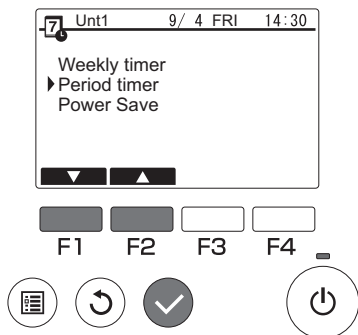 7 Unt1 9/ 4 FRI 14:30
Weekly timer
Period timer
Power Save
F1 F2 F3 F4